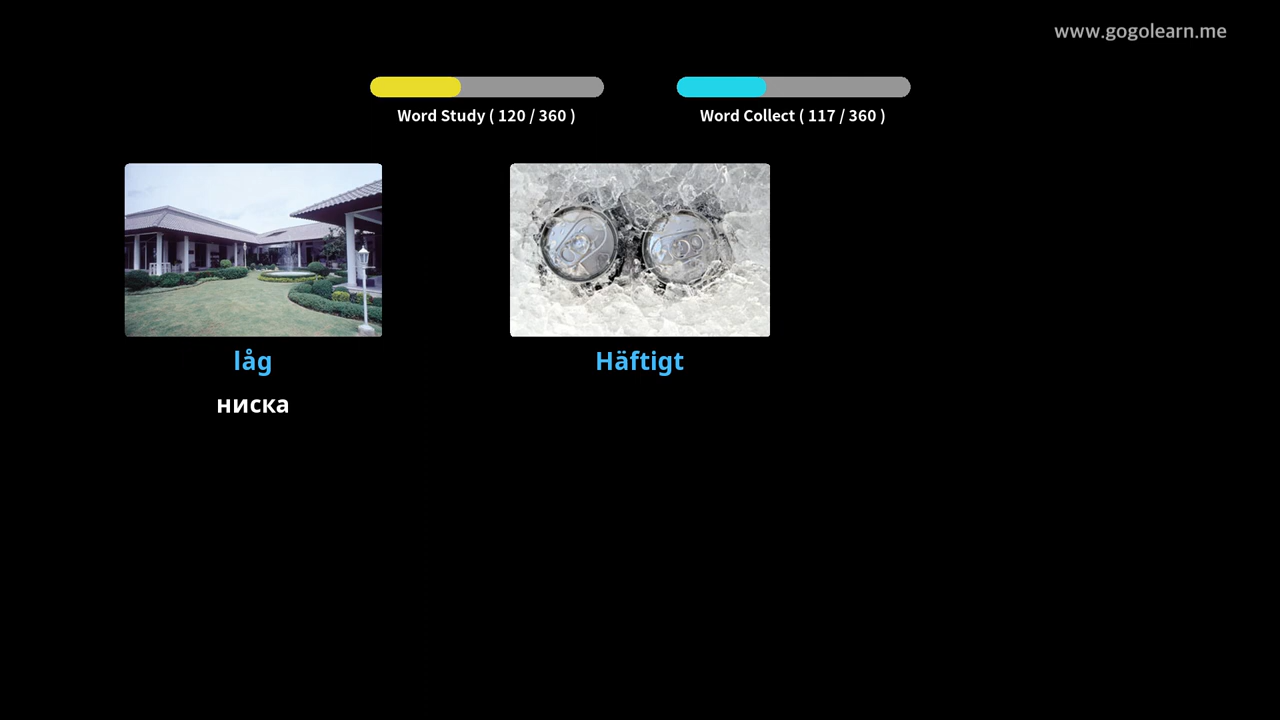 www.gogolearn.me
Word Study ( 120 / 360 )
Word Collect ( 117 / 360 )
låg
Häftigt
ниска